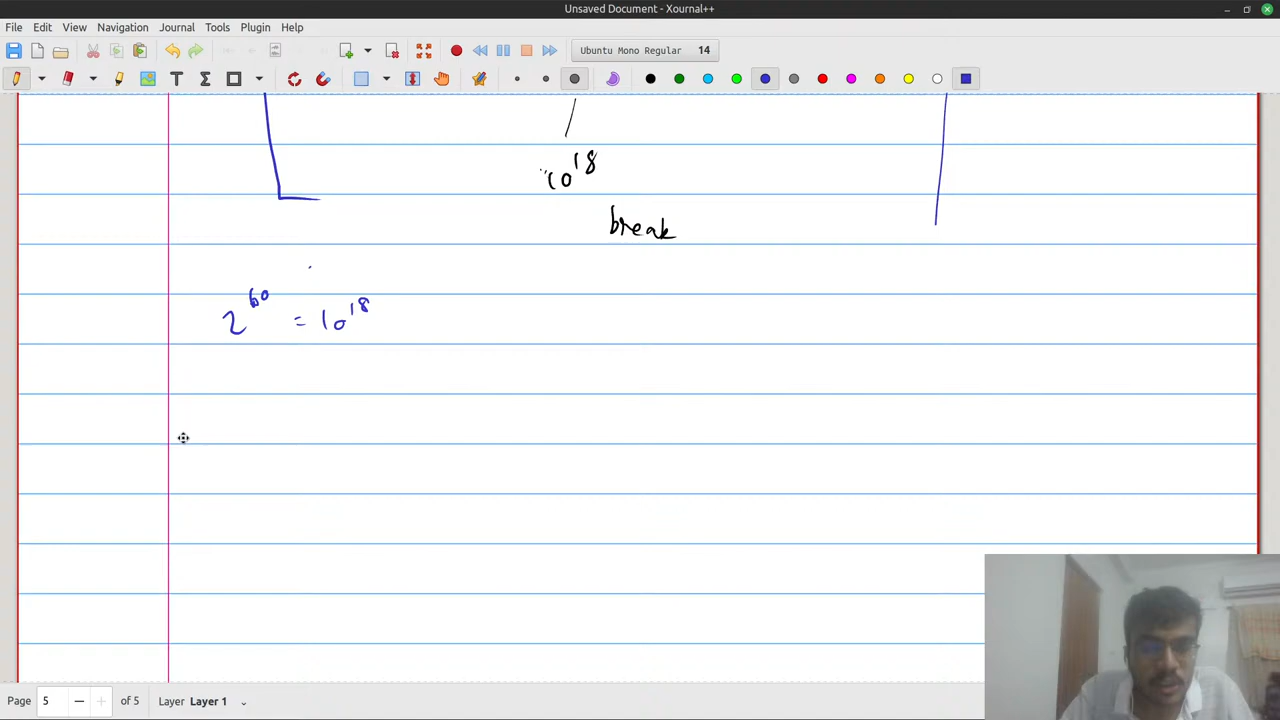 Unsaved Document - Xournal++
File Edit View Navigation Journal Tools Plugin Help
Ubuntu Mono Regular 14
10^18
break
2^60 = 10^18
Page 5 of 5 Layer Layer 1